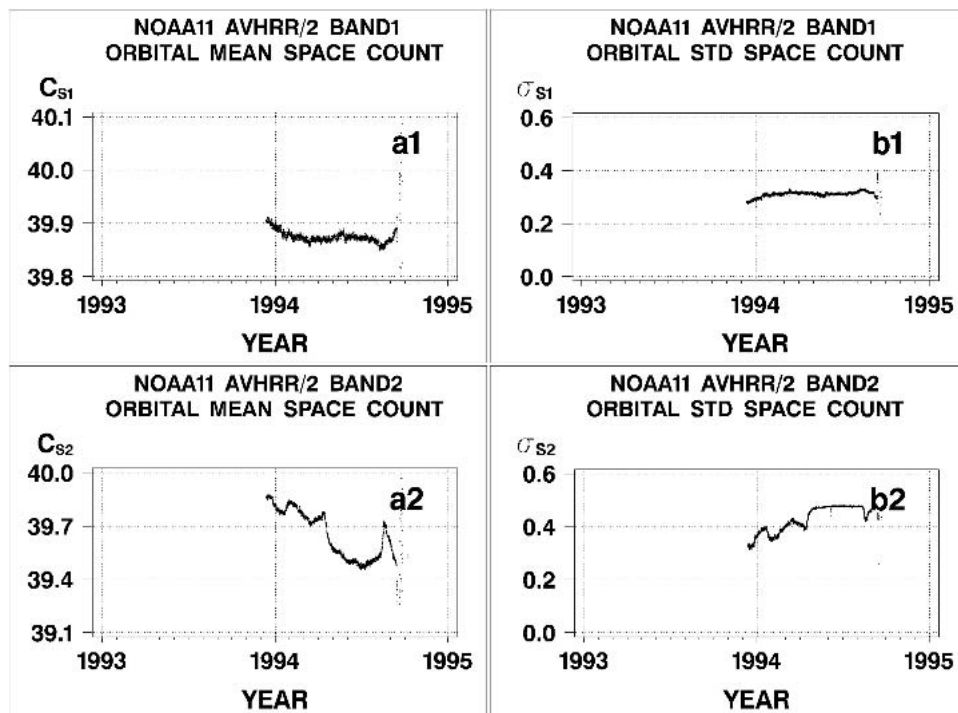 NOAA11 AVHRR/2 BAND1
ORBITAL MEAN SPACE COUNT
CS1
40.1
a1
40.0
39.9
39.8
1993 1994 1995
YEAR
NOAA11 AVHRR/2 BAND1
ORBITAL STD SPACE COUNT
σS1
0.6
b1
0.4
0.2
0.0
1993 1994 1995
YEAR
NOAA11 AVHRR/2 BAND2
ORBITAL MEAN SPACE COUNT
CS2
40.0
a2
39.7
39.4
39.1
1993 1994 1995
YEAR
NOAA11 AVHRR/2 BAND2
ORBITAL STD SPACE COUNT
σS2
0.6
b2
0.4
0.2
0.0
1993 1994 1995
YEAR